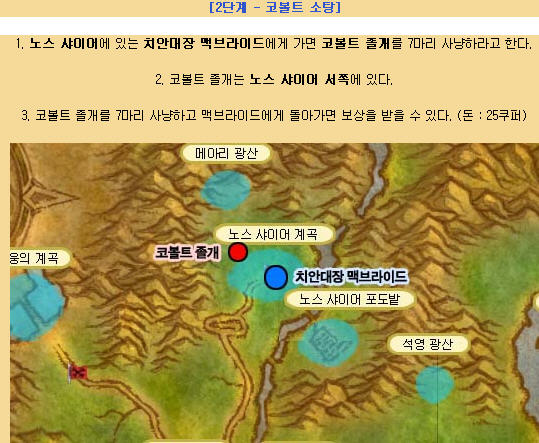 [2단계 - 코볼트 소탕]
1. 노스 샤이어에 있는 치안대장 맥브라이드에게 가면 코볼트 졸개를 7마리 사냥하라고 한다.
2. 코볼트 졸개는 노스 샤이어 서쪽에 있다.
3. 코볼트 졸개를 7마리 사냥하고 맥브라이드에게 돌아가면 보상을 받을 수 있다. (돈 : 25쿠퍼)
메아리 광산
노스 샤이어 계곡
코볼트 졸개
웅의 계곡
치안대장 맥브라이드
노스 샤이어 포도밭
석영 광산